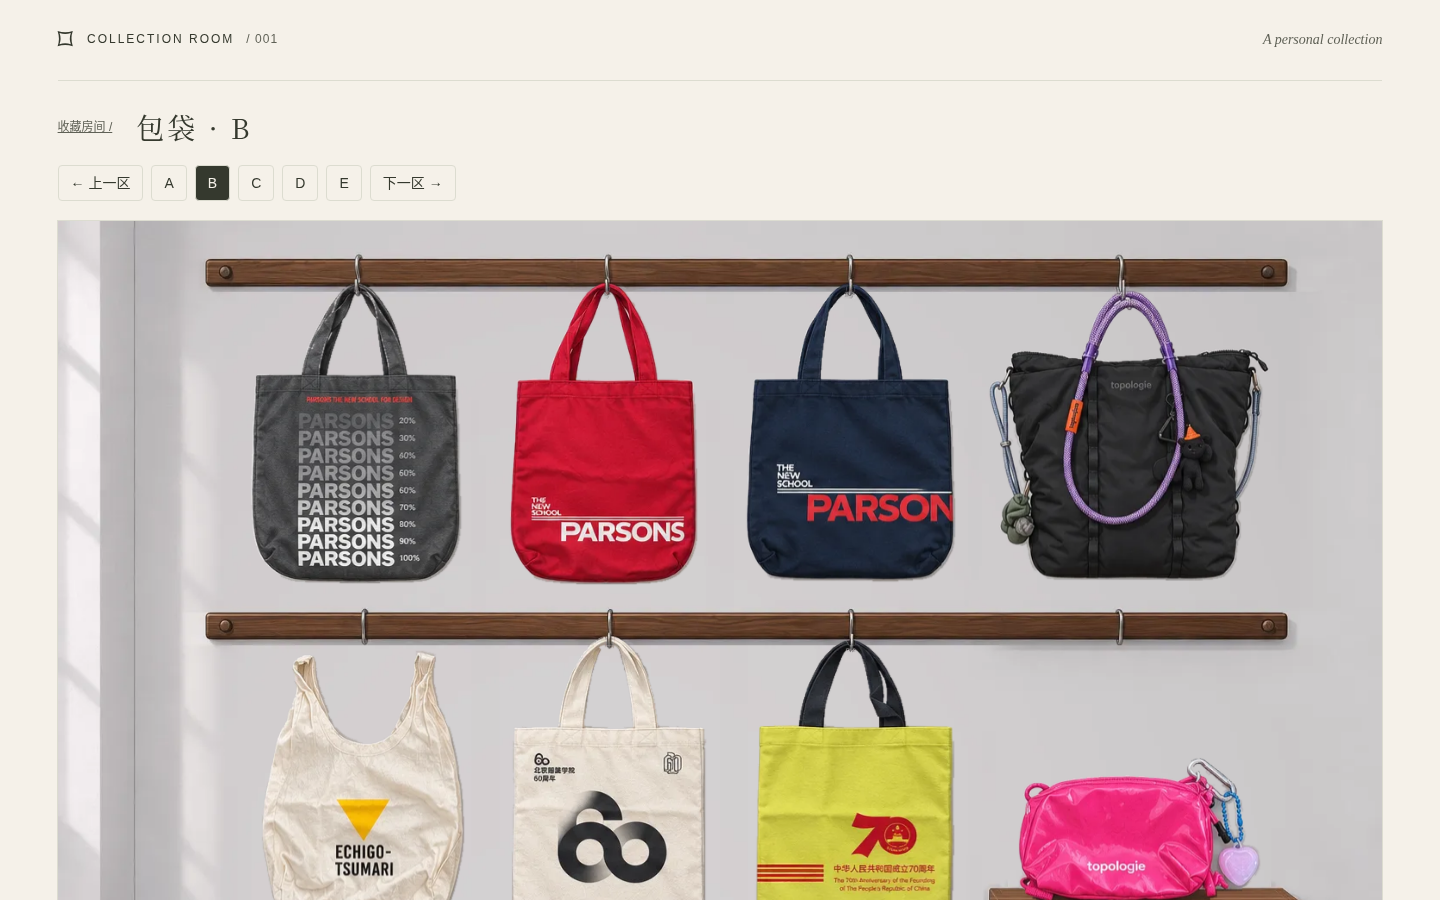 COLLECTION ROOM / 001
A personal collection
收藏房间 /
包袋 · B
← 上一区
A
B
C
D
E
下一区 →
PARSONS THE NEW SCHOOL FOR DESIGN
PARSONS 20%
PARSONS 30%
PARSONS 60%
PARSONS 60%
PARSONS 60%
PARSONS 70%
PARSONS 80%
PARSONS 90%
PARSONS 100%
THE
NEW
SCHOOL
PARSONS
THE
NEW
SCHOOL
PARSON
topologie
ECHIGO-
TSUMARI
60
北京服装学院
60周年
60
60
70
中华人民共和国成立70周年
The 70th Anniversary of the Founding
of The People's Republic of China
topologie